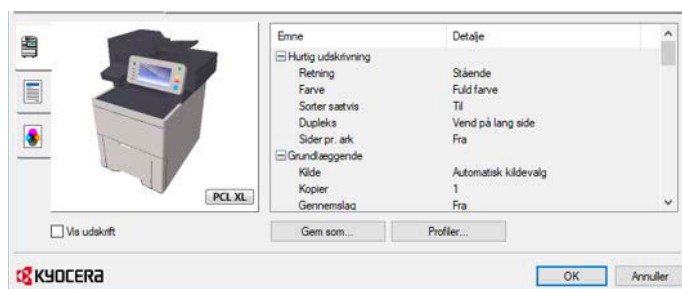 Emne Detalje
Hurtig udskrivning
Retning Stående
Farve Fuld farve
Sorter sætvis Til
Dupleks Vend på lang side
Sider pr. ark Fra
Grundlæggende
Kilde Automatisk kildevalg
Kopier 1
Gennemslag Fra
PCL XL
Vis udskrift
Gem som... Profiler...
KYOCERA
OK Annuller